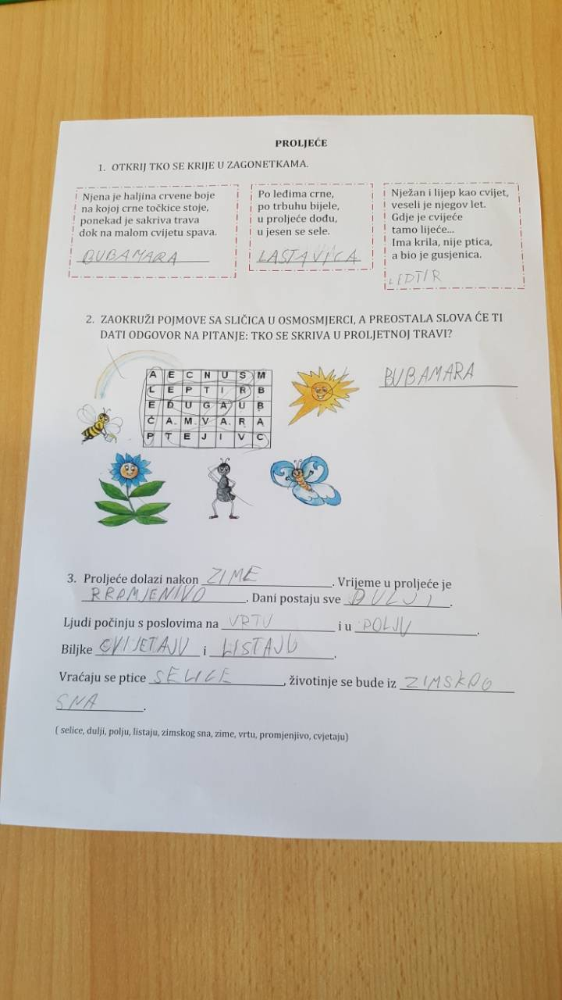 PROLJEĆE
1. OTKRIJ TKO SE KRIJE U ZAGONETKAMA.
Njena je haljina crvene boje
na kojoj crne točkice stoje,
ponekad je sakriva trava
dok na malom cvijetu spava.
BUBAMARA
Po leđima crne,
po trbuhu bijele,
u proljeće dođu,
u jesen se sele.
LASTAVICA
Nježan i lijep kao cvijet,
veseli je njegov let.
Gdje je cvijeće
tamo lijeće...
Ima krila, nije ptica,
a bio je gusjenica.
LEPTIR
2. ZAOKRUŽI POJMOVE SA SLIČICA U OSMOSMJERCI, A PREOSTALA SLOVA ĆE TI
DATI ODGOVOR NA PITANJE: TKO SE SKRIVA U PROLJETNOJ TRAVI?
A E C N U S M
L E P T I R B
E D U G A U B
Č A M V A R A
P T E J I V C
BUBAMARA
3. Proljeće dolazi nakon ZIME. Vrijeme u proljeće je
RROMJENIVO. Dani postaju sve DULJI.
Ljudi počinju s poslovima na VRTU i u POLJU.
Biljke CVIJETAJU i LISTAJU.
Vraćaju se ptice SELICE, životinje se bude iz ZIMSKOG
SNA.
( selice, dulji, polju, listaju, zimskog sna, zime, vrtu, promjenjivo, cvjetaju)